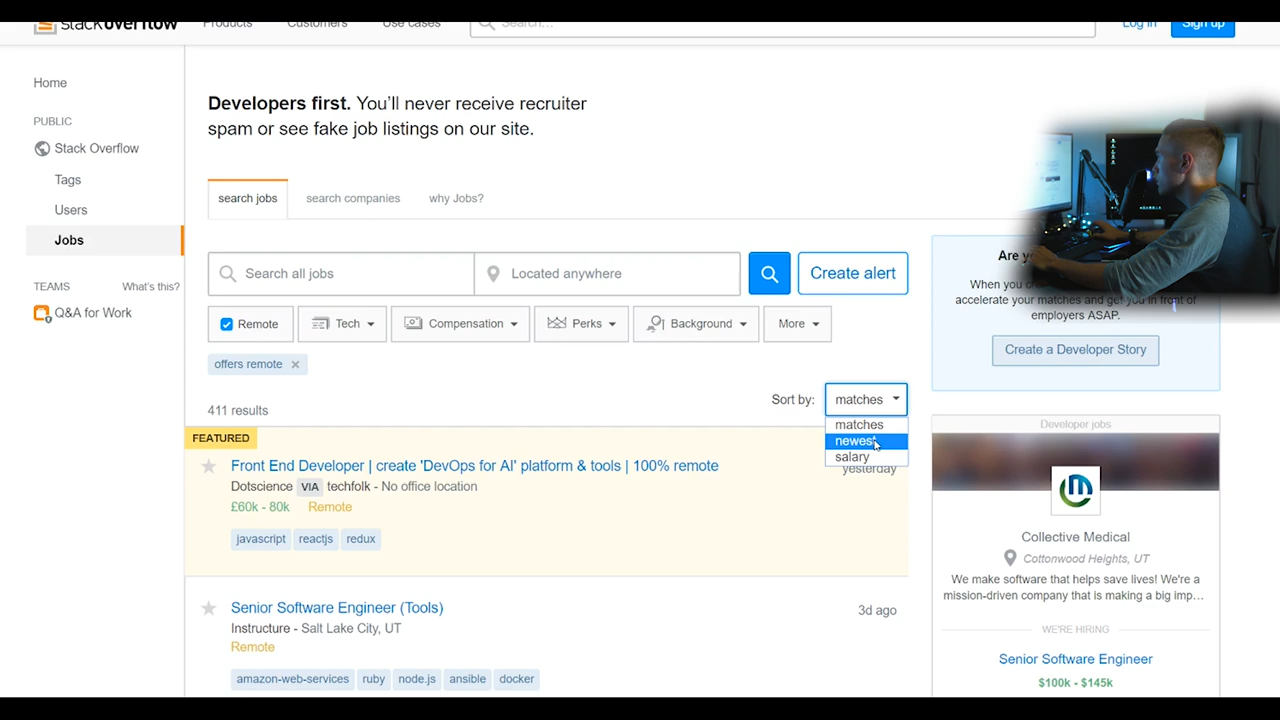 stackoverflow
Products
Customers
Use cases
Search...
Log in
Sign up
Home
PUBLIC
Stack Overflow
Tags
Users
Jobs
TEAMS
What's this?
Q&A for Work
Developers first. You'll never receive recruiter
spam or see fake job listings on our site.
search jobs
search companies
why Jobs?
Search all jobs
Located anywhere
Create alert
Remote
Tech
Compensation
Perks
Background
More
offers remote
411 results
Sort by:
matches
matches
newest
salary
yesterday
FEATURED
Front End Developer | create 'DevOps for AI' platform & tools | 100% remote
Dotscience VIA techfolk - No office location
£60k - 80k Remote
javascript reactjs redux
Senior Software Engineer (Tools)
3d ago
Instructure - Salt Lake City, UT
Remote
amazon-web-services ruby node.js ansible docker
When you
accelerate your matches and get you in front of
employers ASAP.
Create a Developer Story
Developer jobs
Collective Medical
Cottonwood Heights, UT
We make software that helps save lives! We're a
mission-driven company that is making a big imp...
WE'RE HIRING
Senior Software Engineer
$100k - $145k